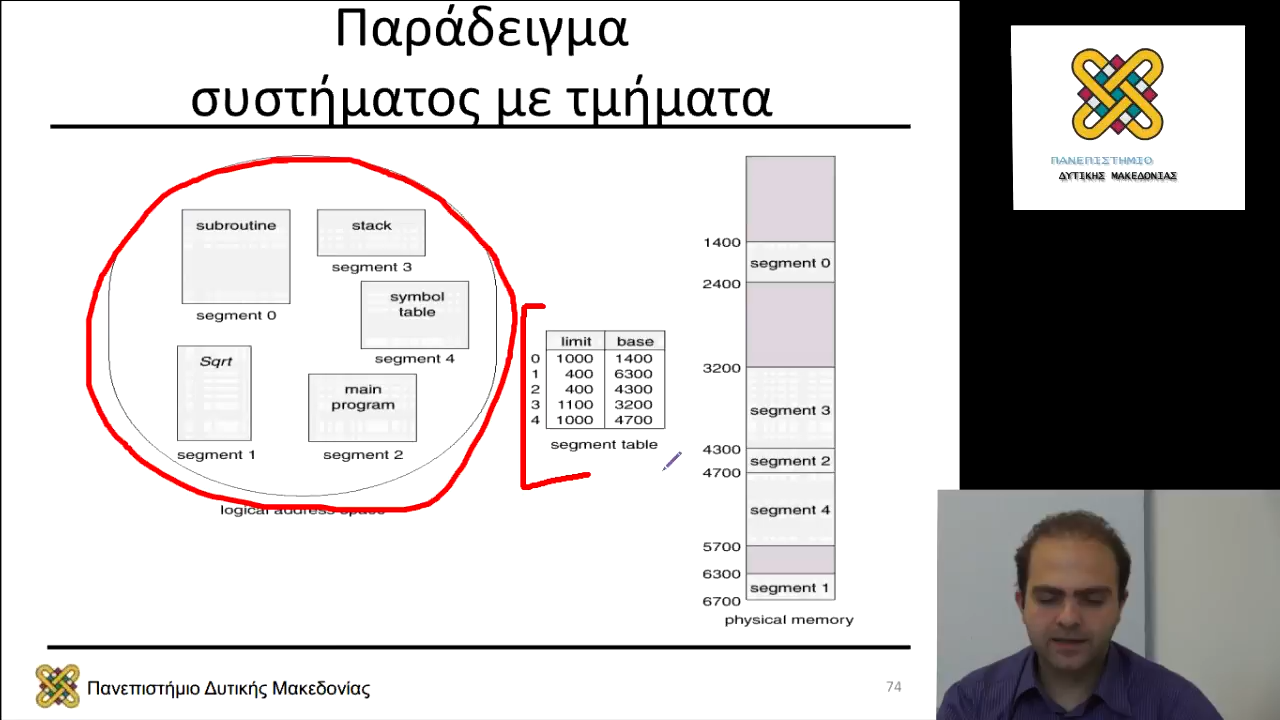 Παράδειγμα
συστήματος με τμήματα
ΠΑΝΕΠΙΣΤΗΜΙΟ
ΔΥΤΙΚΗΣ ΜΑΚΕΔΟΝΙΑΣ
subroutine
segment 0
stack
segment 3
symbol
table
segment 4
Sqrt
segment 1
main
program
segment 2
logical address space
limit base
0 1000 1400
1 400 6300
2 400 4300
3 1100 3200
4 1000 4700
segment table
1400
segment 0
2400
3200
segment 3
4300
segment 2
4700
segment 4
5700
6300
segment 1
6700
physical memory
Πανεπιστήμιο Δυτικής Μακεδονίας
74